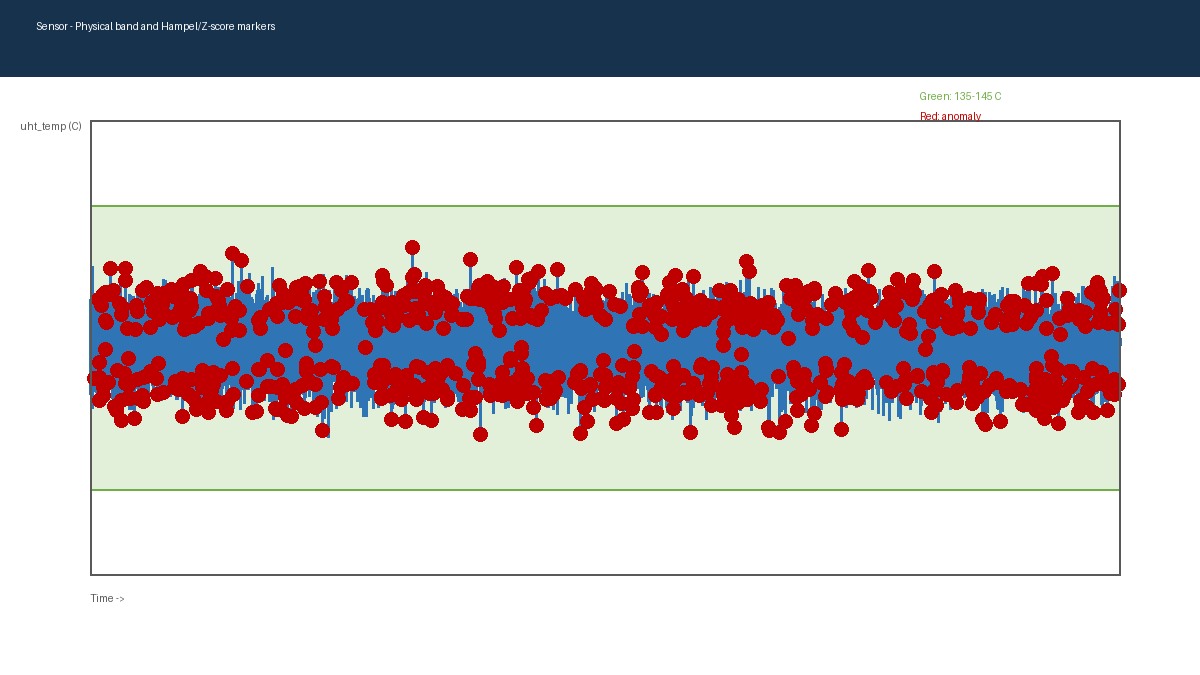 Sensor - Physical band and Hampel/Z-score markers
Green: 135-145 C
Red: anomaly
uht_temp (C)
Time ->